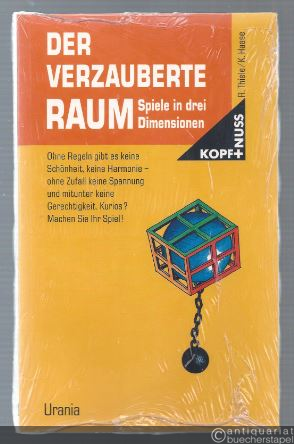 DER
VERZAUBERTE
RAUM Spiele in drei
Dimensionen
R. Thiele/K. Haase
KOPF+NUSS
Ohne Regeln gibt es keine
Schönheit, keine Harmonie –
ohne Zufall keine Spannung
und mitunter keine
Gerechtigkeit. Kurios?
Machen Sie Ihr Spiel!
Urania
antiquariat
buecherstapel